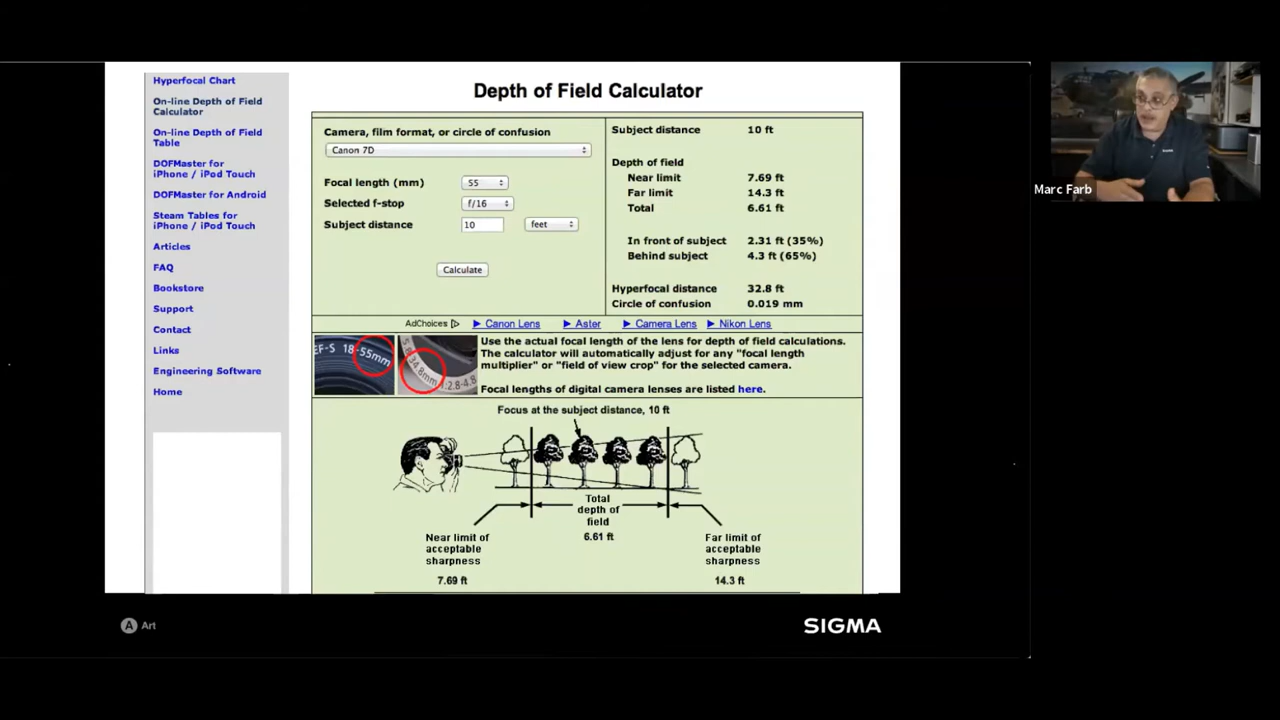 Hyperfocal Chart
On-line Depth of Field
Calculator
On-line Depth of Field
Table
DOFMaster for
iPhone / iPod Touch
DOFMaster for Android
Steam Tables for
iPhone / iPod Touch
Articles
FAQ
Bookstore
Support
Contact
Links
Engineering Software
Home
Depth of Field Calculator
Camera, film format, or circle of confusion
Canon 7D
Focal length (mm) 55
Selected f-stop f/16
Subject distance 10 feet
Calculate
Subject distance 10 ft
Depth of field
Near limit 7.69 ft
Far limit 14.3 ft
Total 6.61 ft
In front of subject 2.31 ft (35%)
Behind subject 4.3 ft (65%)
Hyperfocal distance 32.8 ft
Circle of confusion 0.019 mm
AdChoices ▶ Canon Lens ▶ Aster ▶ Camera Lens ▶ Nikon Lens
EF-S 18-55mm
Use the actual focal length of the lens for depth of field calculations.
The calculator will automatically adjust for any "focal length
multiplier" or "field of view crop" for the selected camera.
Focal lengths of digital camera lenses are listed here.
Focus at the subject distance, 10 ft
Total
depth of
field
6.61 ft
Near limit of
acceptable
sharpness
7.69 ft
Far limit of
acceptable
sharpness
14.3 ft
A Art
SIGMA
Marc Farb